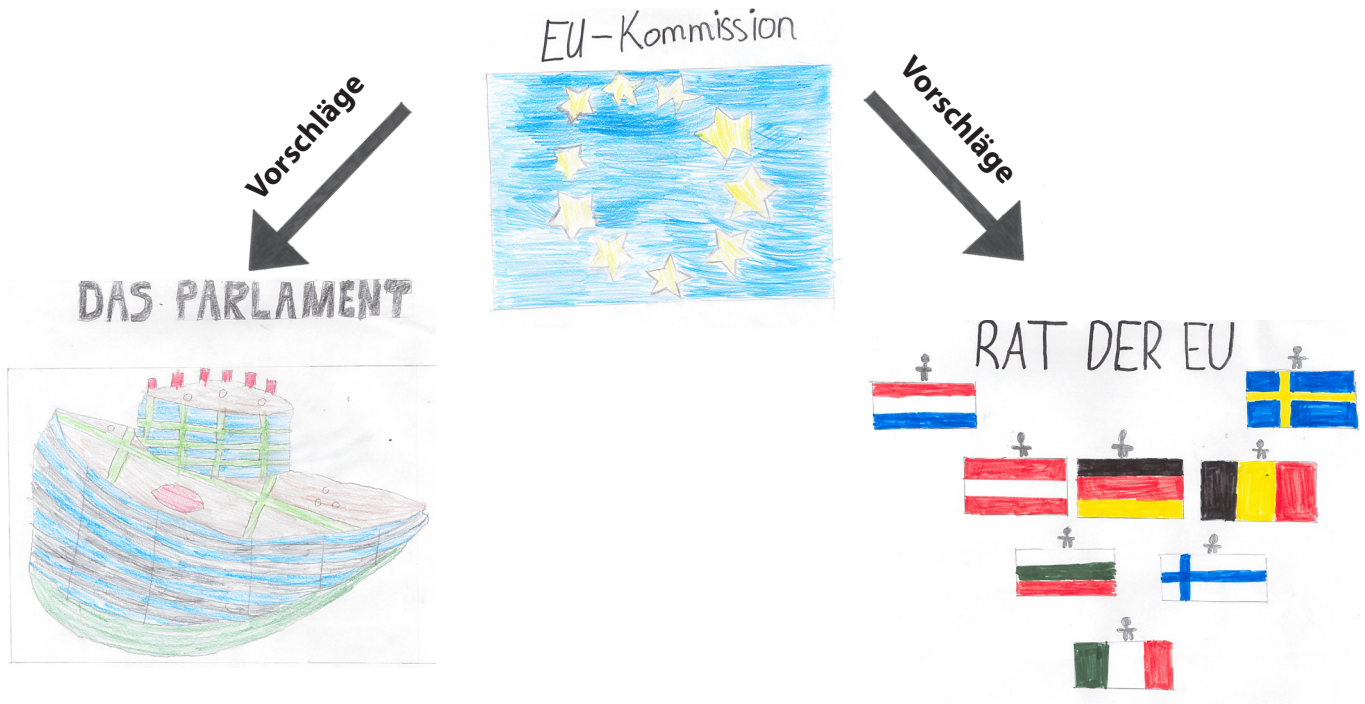 EU-Kommission
Vorschläge
Vorschläge
DAS PARLAMENT
RAT DER EU